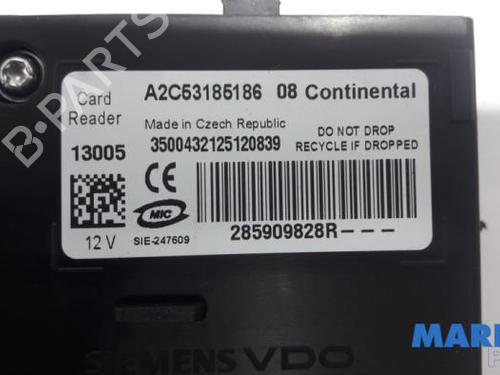 Card
Reader
A2C53185186 08 Continental
Made in Czech Republic
DO NOT DROP
RECYCLE IF DROPPED
13005
3500432125120839
CE
MIC
12 V
SIE-247609
285909828R---
SIEMENS VDO
B-Parts